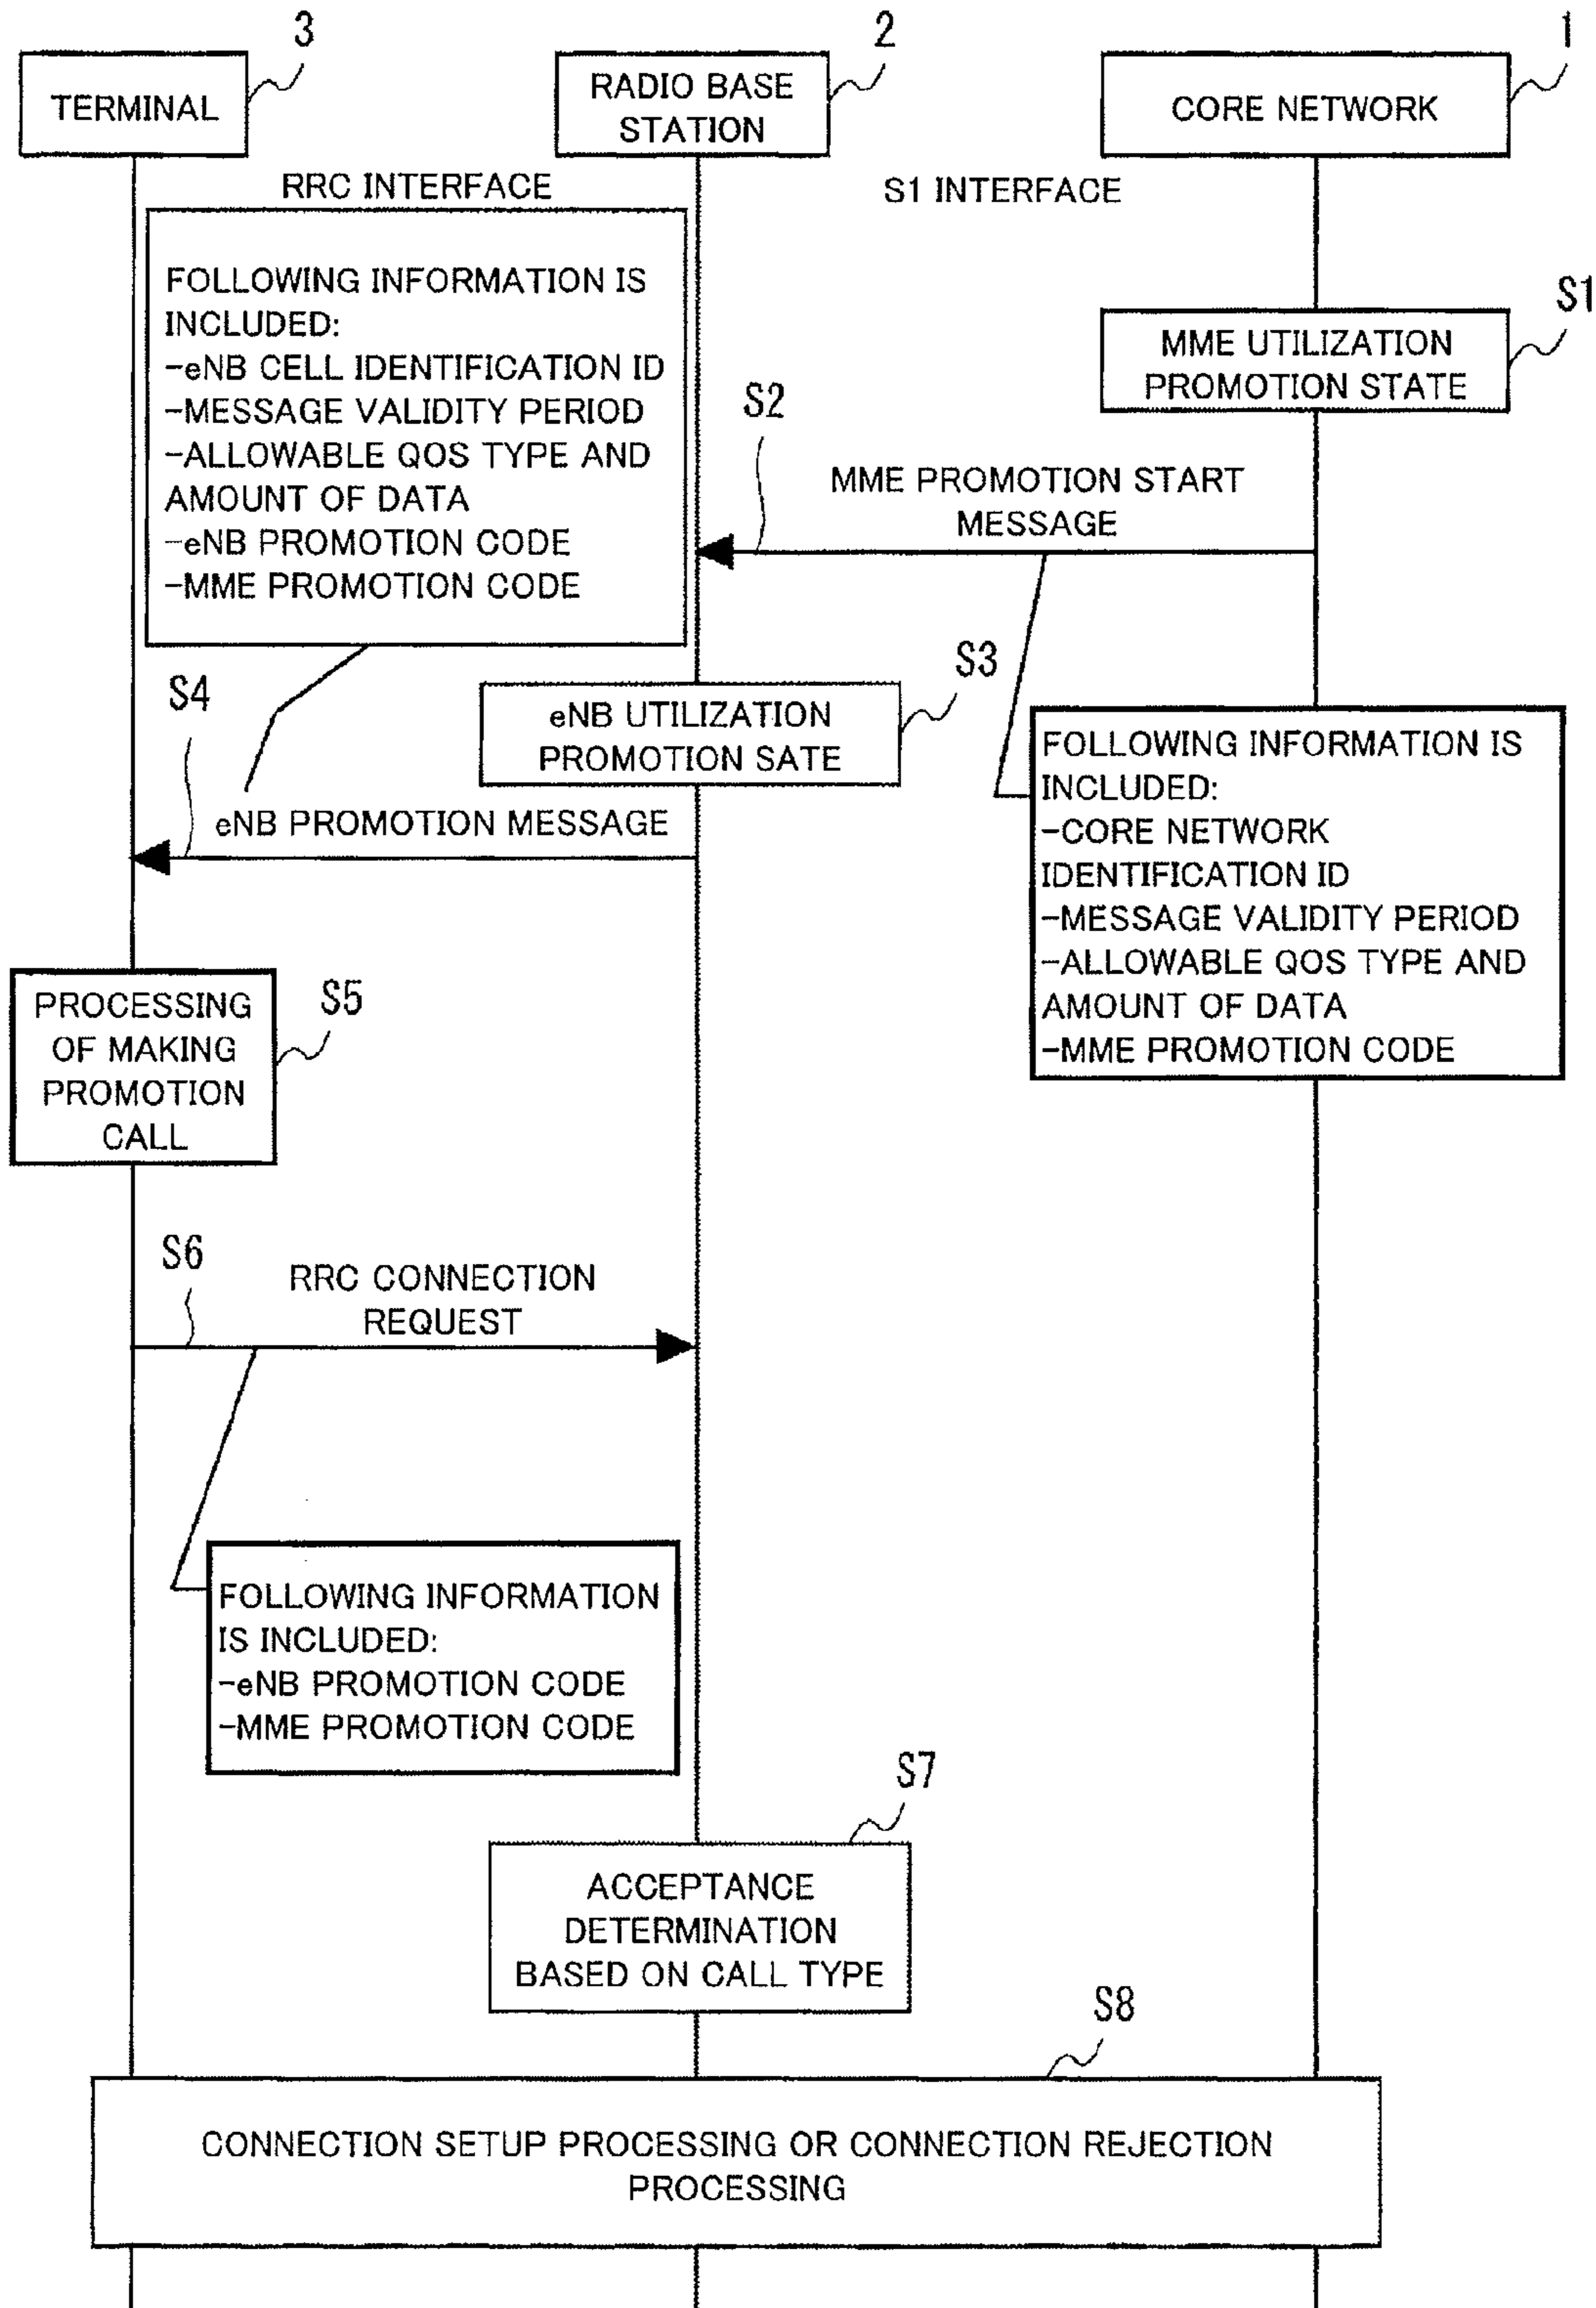 3
2
1
TERMINAL
RADIO BASE
STATION
CORE NETWORK
RRC INTERFACE
S1 INTERFACE
FOLLOWING INFORMATION IS
INCLUDED:
-eNB CELL IDENTIFICATION ID
-MESSAGE VALIDITY PERIOD
-ALLOWABLE QOS TYPE AND
AMOUNT OF DATA
-eNB PROMOTION CODE
-MME PROMOTION CODE
S1
MME UTILIZATION
PROMOTION STATE
S2
MME PROMOTION START
MESSAGE
S3
eNB UTILIZATION
PROMOTION SATE
FOLLOWING INFORMATION IS
INCLUDED:
-CORE NETWORK
IDENTIFICATION ID
-MESSAGE VALIDITY PERIOD
-ALLOWABLE QOS TYPE AND
AMOUNT OF DATA
-MME PROMOTION CODE
S4
eNB PROMOTION MESSAGE
S5
PROCESSING
OF MAKING
PROMOTION
CALL
S6
RRC CONNECTION
REQUEST
FOLLOWING INFORMATION
IS INCLUDED:
-eNB PROMOTION CODE
-MME PROMOTION CODE
S7
ACCEPTANCE
DETERMINATION
BASED ON CALL TYPE
S8
CONNECTION SETUP PROCESSING OR CONNECTION REJECTION
PROCESSING